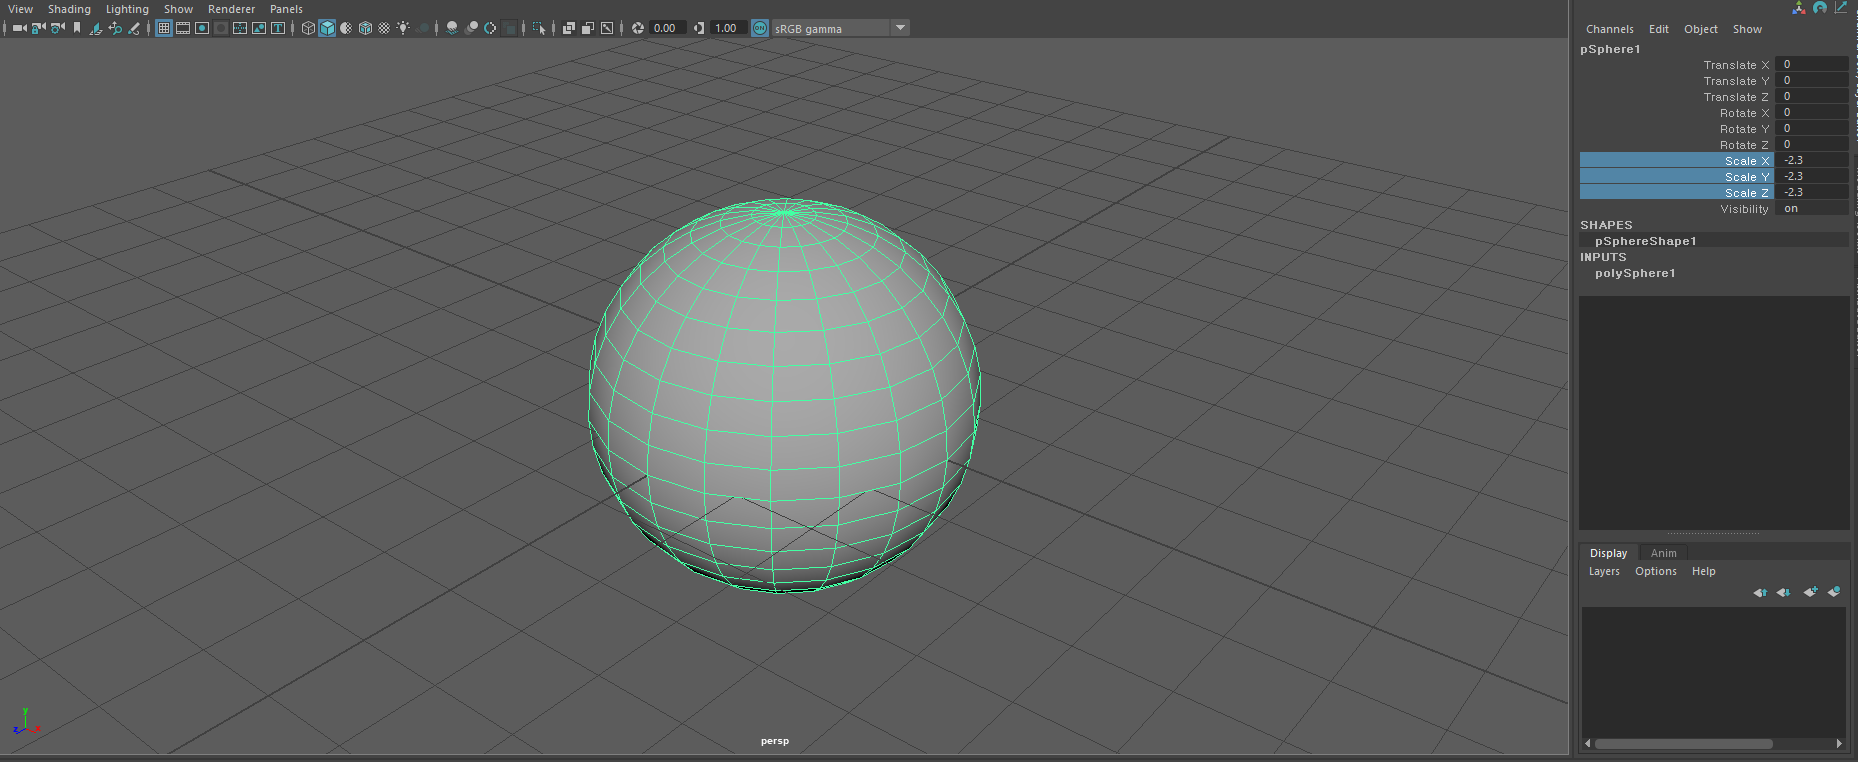 View Shading Lighting Show Renderer Panels
0.00 1.00 ON sRGB gamma
Channels Edit Object Show
pSphere1
Translate X 0
Translate Y 0
Translate Z 0
Rotate X 0
Rotate Y 0
Rotate Z 0
Scale X -2.3
Scale Y -2.3
Scale Z -2.3
Visibility on
SHAPES
pSphereShape1
INPUTS
polySphere1
Display Anim
Layers Options Help
y
z x
persp